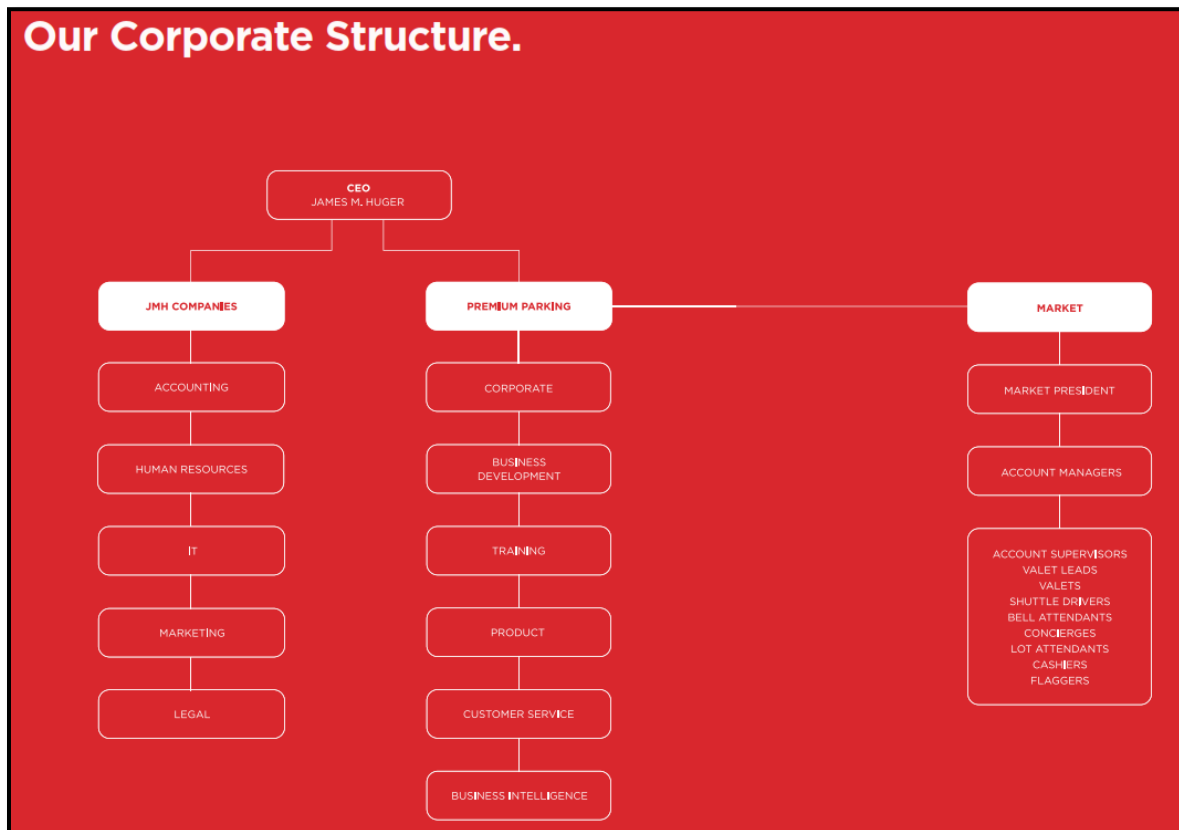 Our Corporate Structure.
CEO
JAMES M. HUGER
JMH COMPANIES
ACCOUNTING
HUMAN RESOURCES
IT
MARKETING
LEGAL
PREMIUM PARKING
CORPORATE
BUSINESS
DEVELOPMENT
TRAINING
PRODUCT
CUSTOMER SERVICE
BUSINESS INTELLIGENCE
MARKET
MARKET PRESIDENT
ACCOUNT MANAGERS
ACCOUNT SUPERVISORS
VALET LEADS
VALETS
SHUTTLE DRIVERS
BELL ATTENDANTS
CONCIERGES
LOT ATTENDANTS
CASHIERS
FLAGGERS